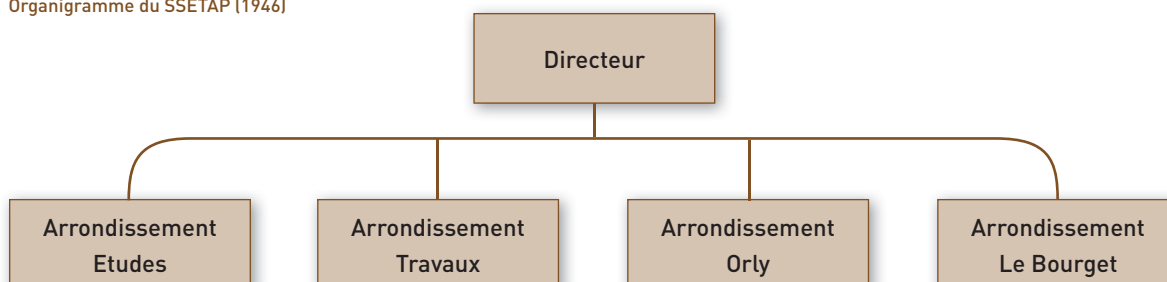 Organigramme du SSETAP (1946)
Directeur
Arrondissement
Etudes
Arrondissement
Travaux
Arrondissement
Orly
Arrondissement
Le Bourget